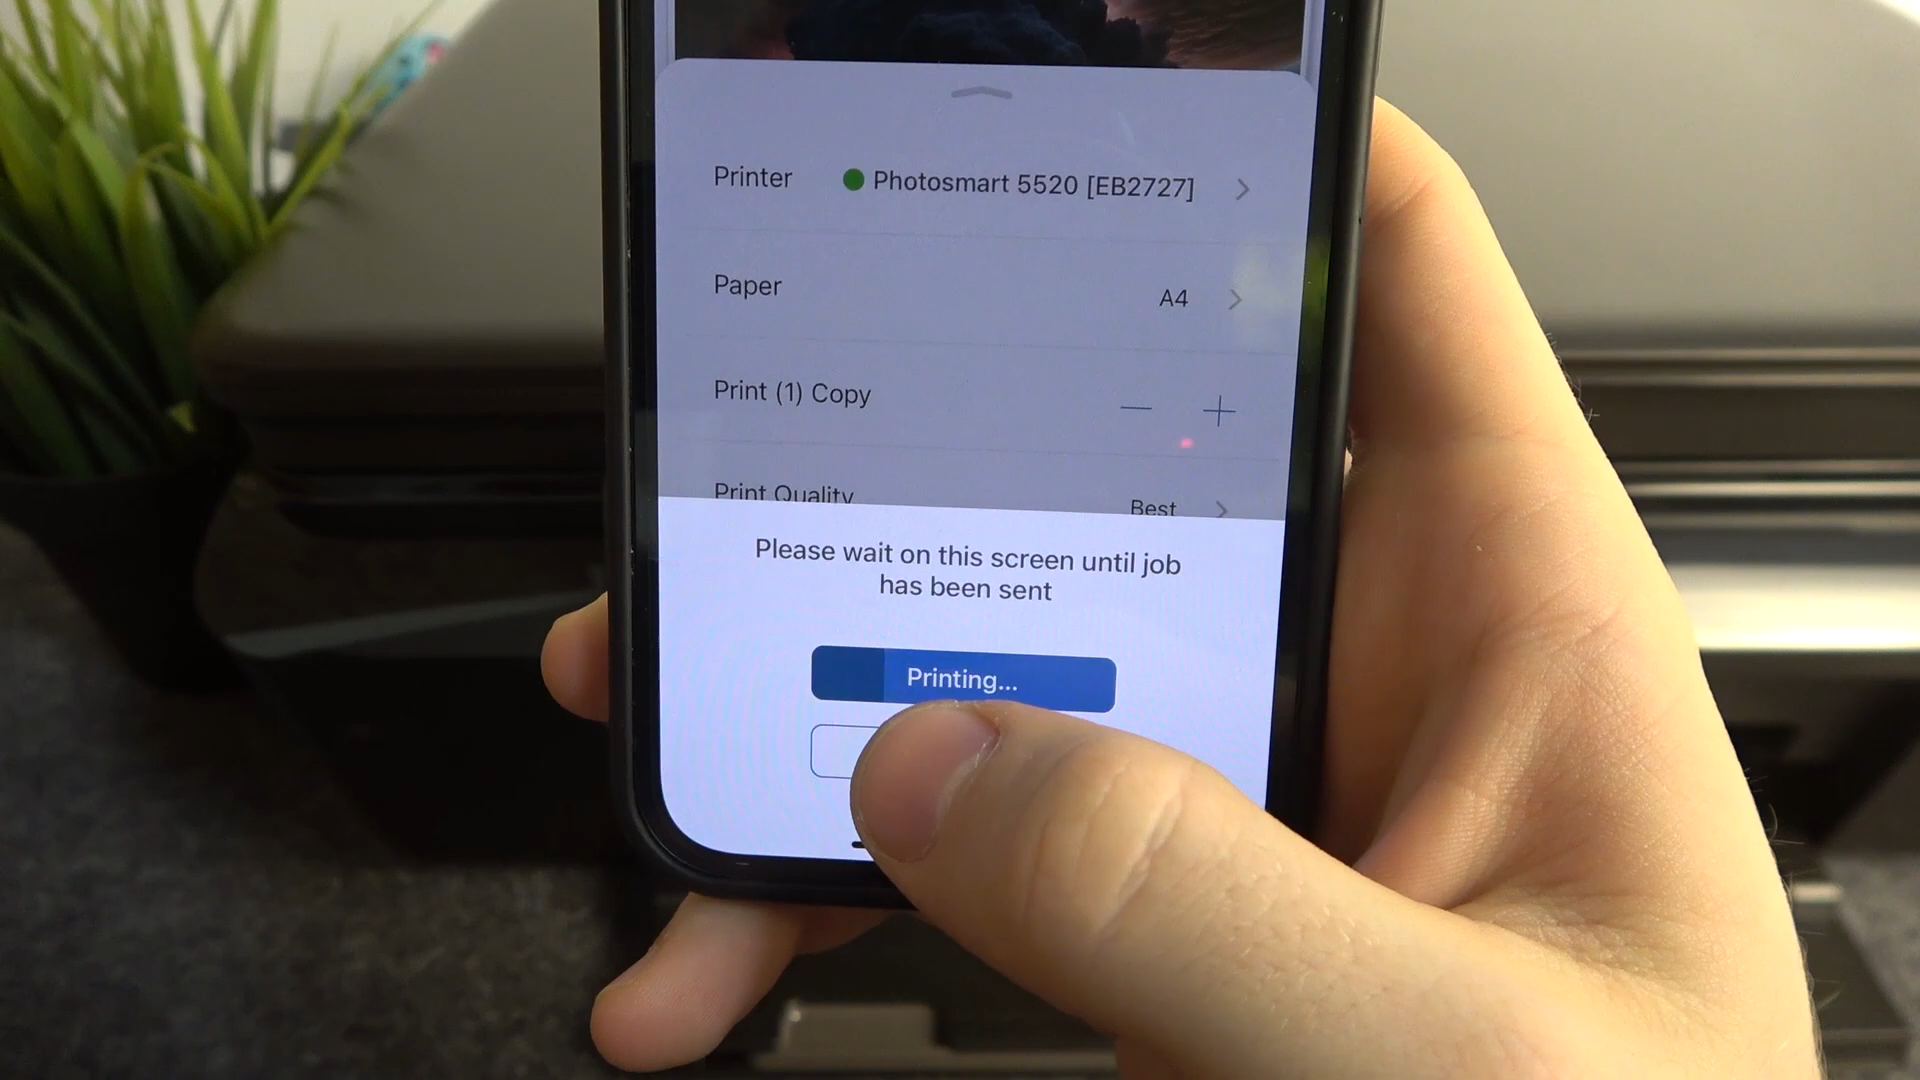 Printer Photosmart 5520 [EB2727]
Paper A4
Print (1) Copy
Print Quality Best
Please wait on this screen until job
has been sent
Printing...